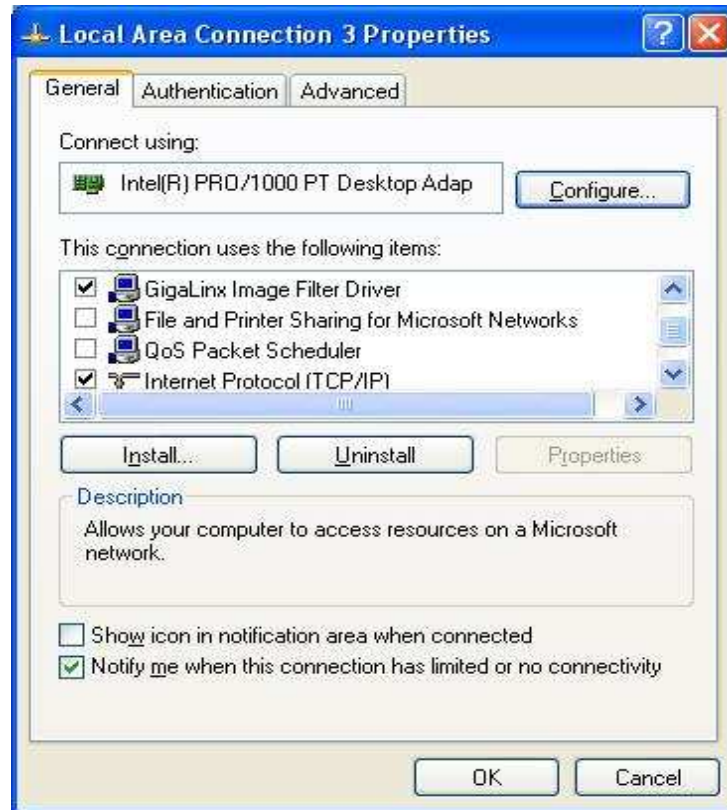 Local Area Connection 3 Properties
General Authentication Advanced
Connect using:
Intel(R) PRO/1000 PT Desktop Adap
Configure...
This connection uses the following items:
GigaLinx Image Filter Driver
File and Printer Sharing for Microsoft Networks
QoS Packet Scheduler
Internet Protocol (TCP/IP)
Install... Uninstall Properties
Description
Allows your computer to access resources on a Microsoft
network.
Show icon in notification area when connected
Notify me when this connection has limited or no connectivity
OK Cancel